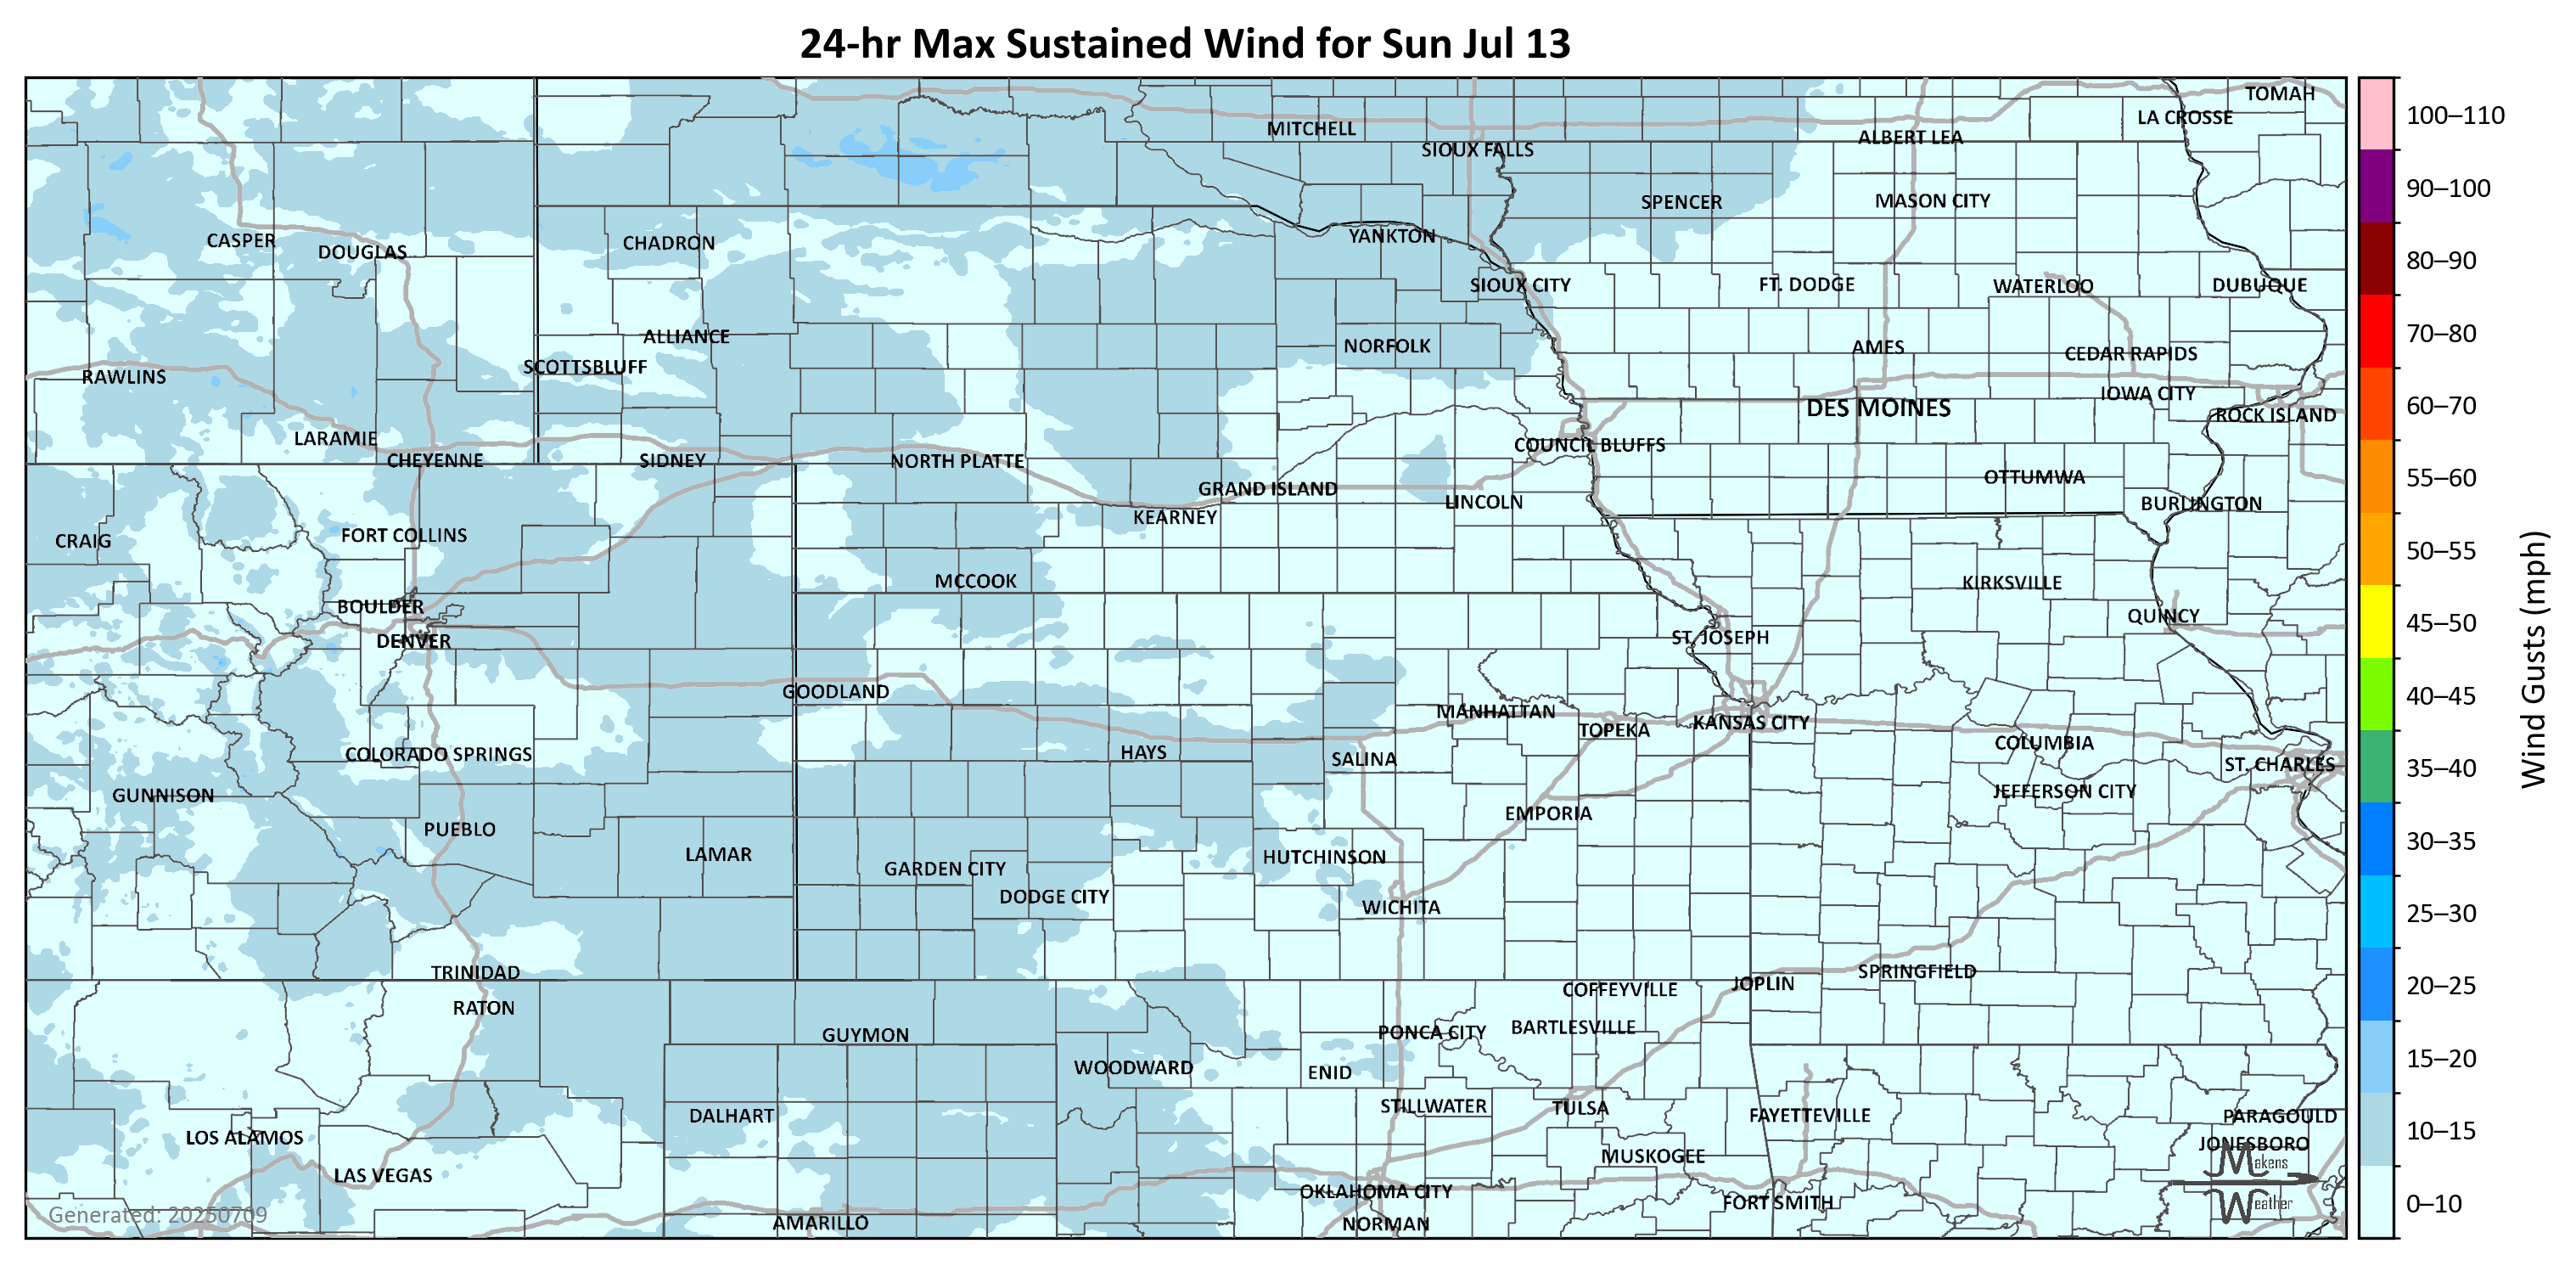 24-hr Max Sustained Wind for Sun Jul 13
TOMAH
LA CROSSE
MITCHELL
ALBERT LEA
SIOUX FALLS
SPENCER
MASON CITY
CASPER
DOUGLAS
CHADRON
YANKTON
SIOUX CITY
FT. DODGE
WATERLOO
DUBUQUE
ALLIANCE
NORFOLK
AMES
CEDAR RAPIDS
SCOTTSBLUFF
RAWLINS
IOWA CITY
DES MOINES
ROCK ISLAND
LARAMIE
COUNCIL BLUFFS
CHEYENNE
SIDNEY
NORTH PLATTE
OTTUMWA
GRAND ISLAND
LINCOLN
BURLINGTON
KEARNEY
FORT COLLINS
CRAIG
MCCOOK
KIRKSVILLE
BOULDER
QUINCY
DENVER
ST. JOSEPH
GOODLAND
MANHATTAN
TOPEKA
KANSAS CITY
COLUMBIA
COLORADO SPRINGS
HAYS
SALINA
ST. CHARLES
GUNNISON
JEFFERSON CITY
EMPORIA
PUEBLO
LAMAR
HUTCHINSON
GARDEN CITY
DODGE CITY
WICHITA
TRINIDAD
SPRINGFIELD
JOPLIN
COFFEYVILLE
RATON
GUYMON
PONCA CITY
BARTLESVILLE
WOODWARD
ENID
STILLWATER
TULSA
DALHART
FAYETTEVILLE
PARAGOULD
LOS ALAMOS
JONESBORO
MUSKOGEE
LAS VEGAS
OKLAHOMA CITY
FORT SMITH
AMARILLO
NORMAN
Generated: 20250709
Makens
Weather
100–110
90–100
80–90
70–80
60–70
55–60
50–55
45–50
40–45
35–40
30–35
25–30
20–25
15–20
10–15
0–10
Wind Gusts (mph)